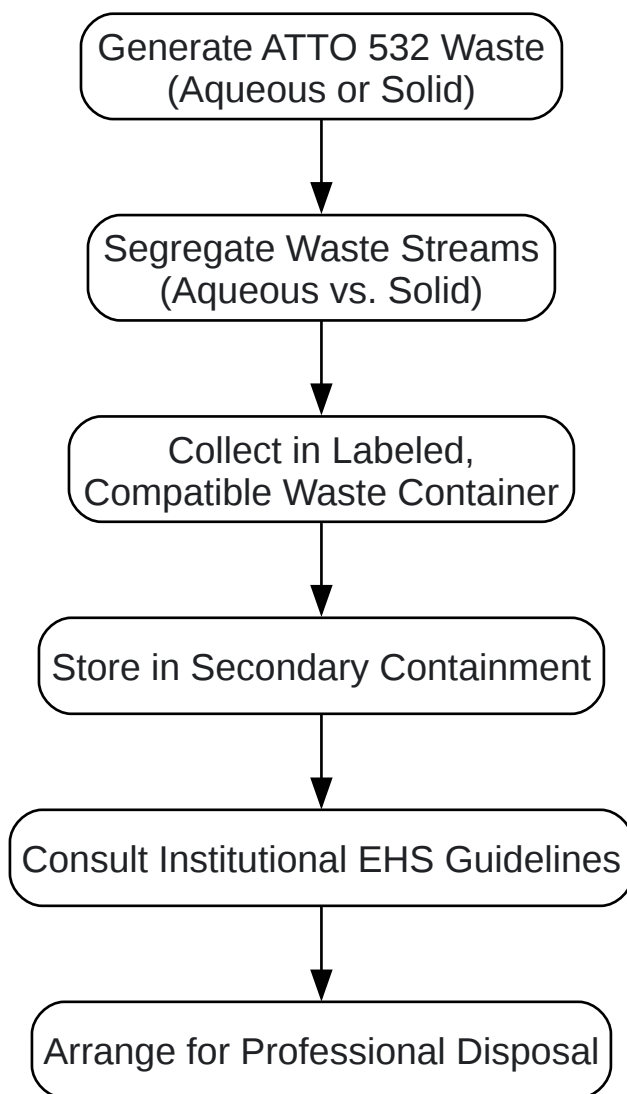 Generate ATTO 532 Waste
(Aqueous or Solid)
Segregate Waste Streams
(Aqueous vs. Solid)
Collect in Labeled,
Compatible Waste Container
Store in Secondary Containment
Consult Institutional EHS Guidelines
Arrange for Professional Disposal